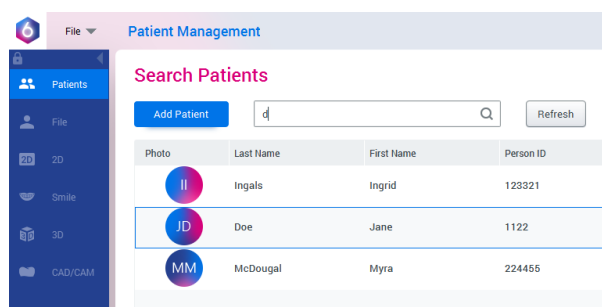 6 File Patient Management
Search Patients
Patients
Add Patient d Refresh
File
Photo Last Name First Name Person ID
2D 2D
II Ingals Ingrid 123321
Smile
JD Doe Jane 1122
3D
MM McDougal Myra 224455
CAD/CAM